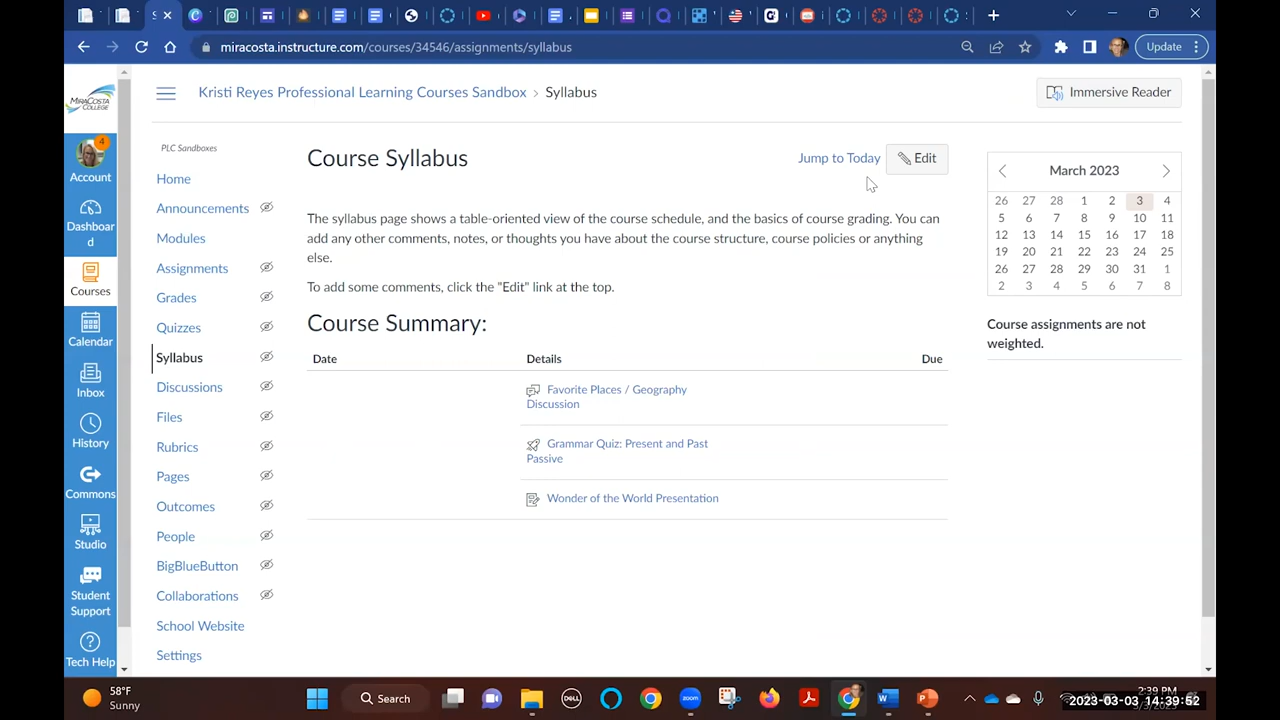 Update
miracosta.instructure.com/courses/34546/assignments/syllabus
MIRACOSTA COLLEGE
Kristi Reyes Professional Learning Courses Sandbox › Syllabus
Immersive Reader
4
Account
Dashboar
d
Courses
Calendar
Inbox
History
Commons
Studio
Student
Support
Tech Help
PLC Sandboxes
Home
Announcements
Modules
Assignments
Grades
Quizzes
Syllabus
Discussions
Files
Rubrics
Pages
Outcomes
People
BigBlueButton
Collaborations
School Website
Settings
Course Syllabus
Jump to Today
Edit
The syllabus page shows a table-oriented view of the course schedule, and the basics of course grading. You can
add any other comments, notes, or thoughts you have about the course structure, course policies or anything
else.
To add some comments, click the "Edit" link at the top.
Course Summary:
Date Details Due
Favorite Places / Geography
Discussion
Grammar Quiz: Present and Past
Passive
Wonder of the World Presentation
March 2023
26 27 28 1 2 3 4
5 6 7 8 9 10 11
12 13 14 15 16 17 18
19 20 21 22 23 24 25
26 27 28 29 30 31 1
2 3 4 5 6 7 8
Course assignments are not
weighted.
58°F
Sunny
Search
DELL
2:39 PM
2023-03-03 14:39:52